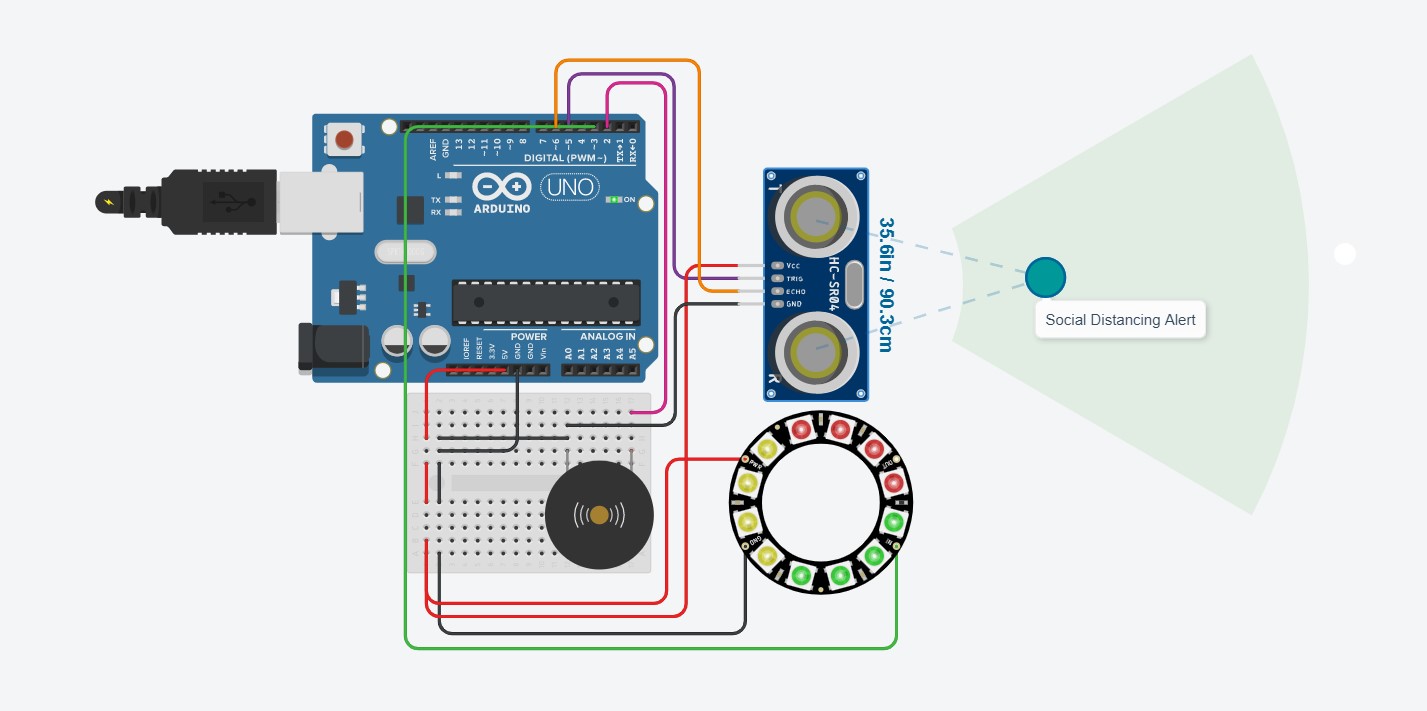 AREF
GND
13
12
~11
~10
~9
8
7
~6
~5
4
~3
2
TX→1
RX←0
DIGITAL (PWM~)
L
TX
RX
ARDUINO
UNO
ON
POWER
ANALOG IN
IOREF
RESET
3.3V
5V
GND
GND
Vin
A0
A1
A2
A3
A4
A5
T
VCC
TRIG
ECHO
GND
HC-SR04
R
35.6in / 90.3cm
Social Distancing Alert
OUT
IN
GND